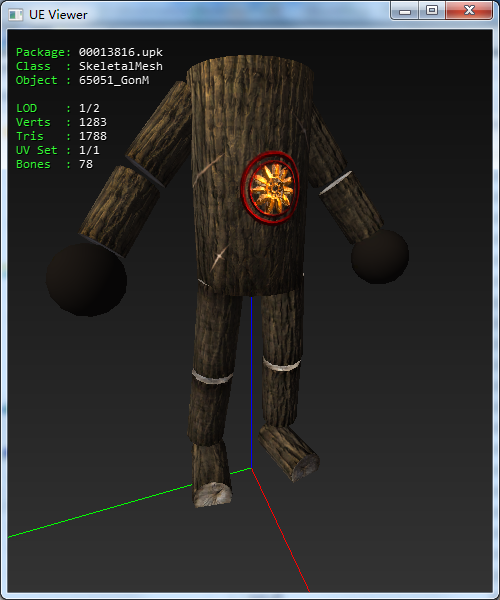 UE Viewer
Package: 00013816.upk
Class : SkeletalMesh
Object : 65051_GonM
LOD : 1/2
Verts : 1283
Tris : 1788
UV Set : 1/1
Bones : 78